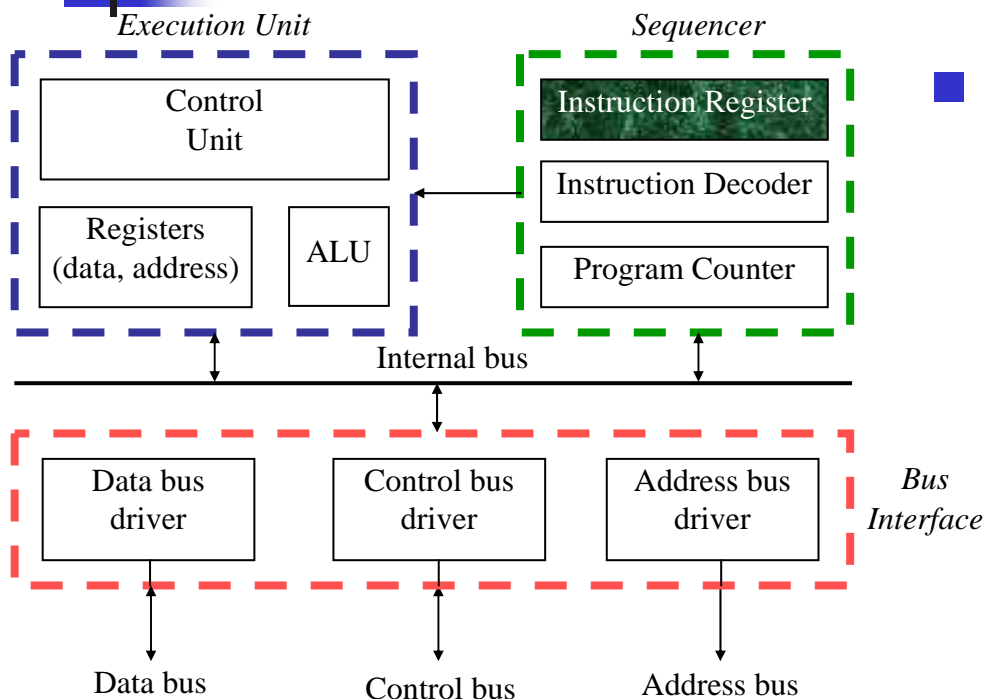 Execution Unit
Sequencer
Control
Unit
Instruction Register
Instruction Decoder
Registers
(data, address)
ALU
Program Counter
Internal bus
Data bus
driver
Control bus
driver
Address bus
driver
Bus
Interface
Data bus
Control bus
Address bus